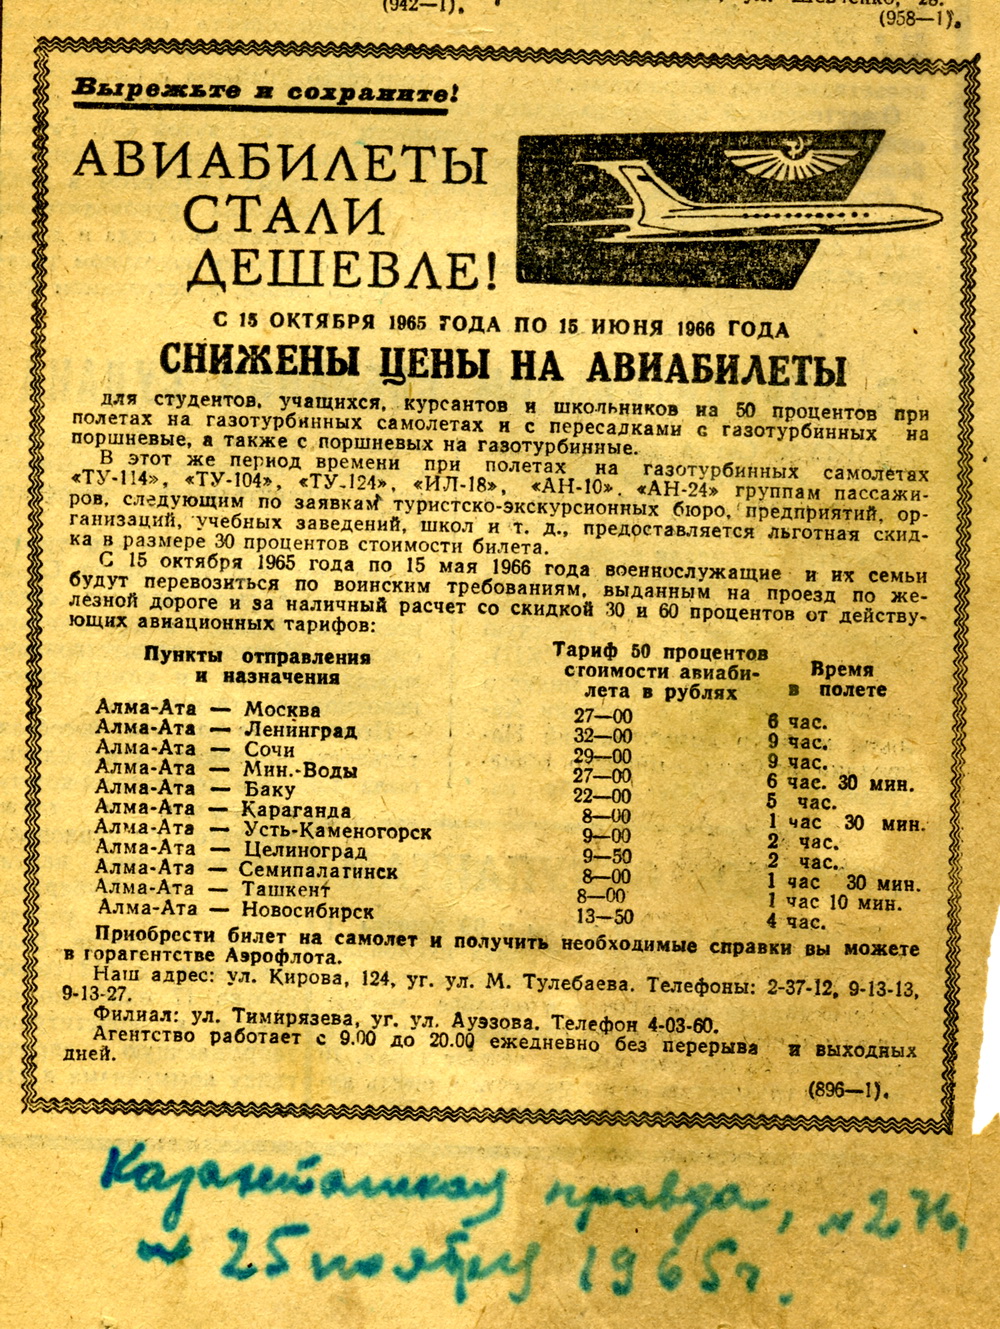 (942—1).
(958—1).
Вырежьте и сохраните!
АВИАБИЛЕТЫ
СТАЛИ
ДЕШЕВЛЕ!
С 15 ОКТЯБРЯ 1965 ГОДА ПО 15 ИЮНЯ 1966 ГОДА
СНИЖЕНЫ ЦЕНЫ НА АВИАБИЛЕТЫ
для студентов, учащихся, курсантов и школьников на 50 процентов при
полетах на газотурбинных самолетах и с пересадками с газотурбинных на
поршневые, а также с поршневых на газотурбинные.
В этот же период времени при полетах на газотурбинных самолетах
«ТУ-114», «ТУ-104», «ТУ-124», «ИЛ-18», «АН-10», «АН-24» группам пассажи-
ров, следующим по заявкам туристско-экскурсионных бюро, предприятий, ор-
ганизаций, учебных заведений, школ и т. д., предоставляется льготная скид-
ка в размере 30 процентов стоимости билета.
С 15 октября 1965 года по 15 мая 1966 года военнослужащие и их семьи
будут перевозиться по воинским требованиям, выданным на проезд по же-
лезной дороге и за наличный расчет со скидкой 30 и 60 процентов от действу-
ющих авиационных тарифов:
Пункты отправления
и назначения
Тариф 50 процентов
стоимости авиаби-
лета в рублях
Время
в полете
Алма-Ата — Москва 27—00 6 час.
Алма-Ата — Ленинград 32—00 9 час.
Алма-Ата — Сочи 29—00 9 час.
Алма-Ата — Мин.-Воды 27—00 6 час. 30 мин.
Алма-Ата — Баку 22—00 5 час.
Алма-Ата — Караганда 8—00 1 час 30 мин.
Алма-Ата — Усть-Каменогорск 9—00 2 час.
Алма-Ата — Целиноград 9—50 2 час.
Алма-Ата — Семипалатинск 8—00 1 час 30 мин.
Алма-Ата — Ташкент 8—00 1 час 10 мин.
Алма-Ата — Новосибирск 13—50 4 час.
Приобрести билет на самолет и получить необходимые справки вы можете
в горагентстве Аэрофлота.
Наш адрес: ул. Кирова, 124, уг. ул. М. Тулебаева. Телефоны: 2-37-12, 9-13-13,
9-13-27.
Филиал: ул. Тимирязева, уг. ул. Ауэзова. Телефон 4-03-60.
Агентство работает с 9.00 до 20.00 ежедневно без перерыва и выходных
дней.
(896—1).
Казахстанская правда,
25 ноября 1965г.